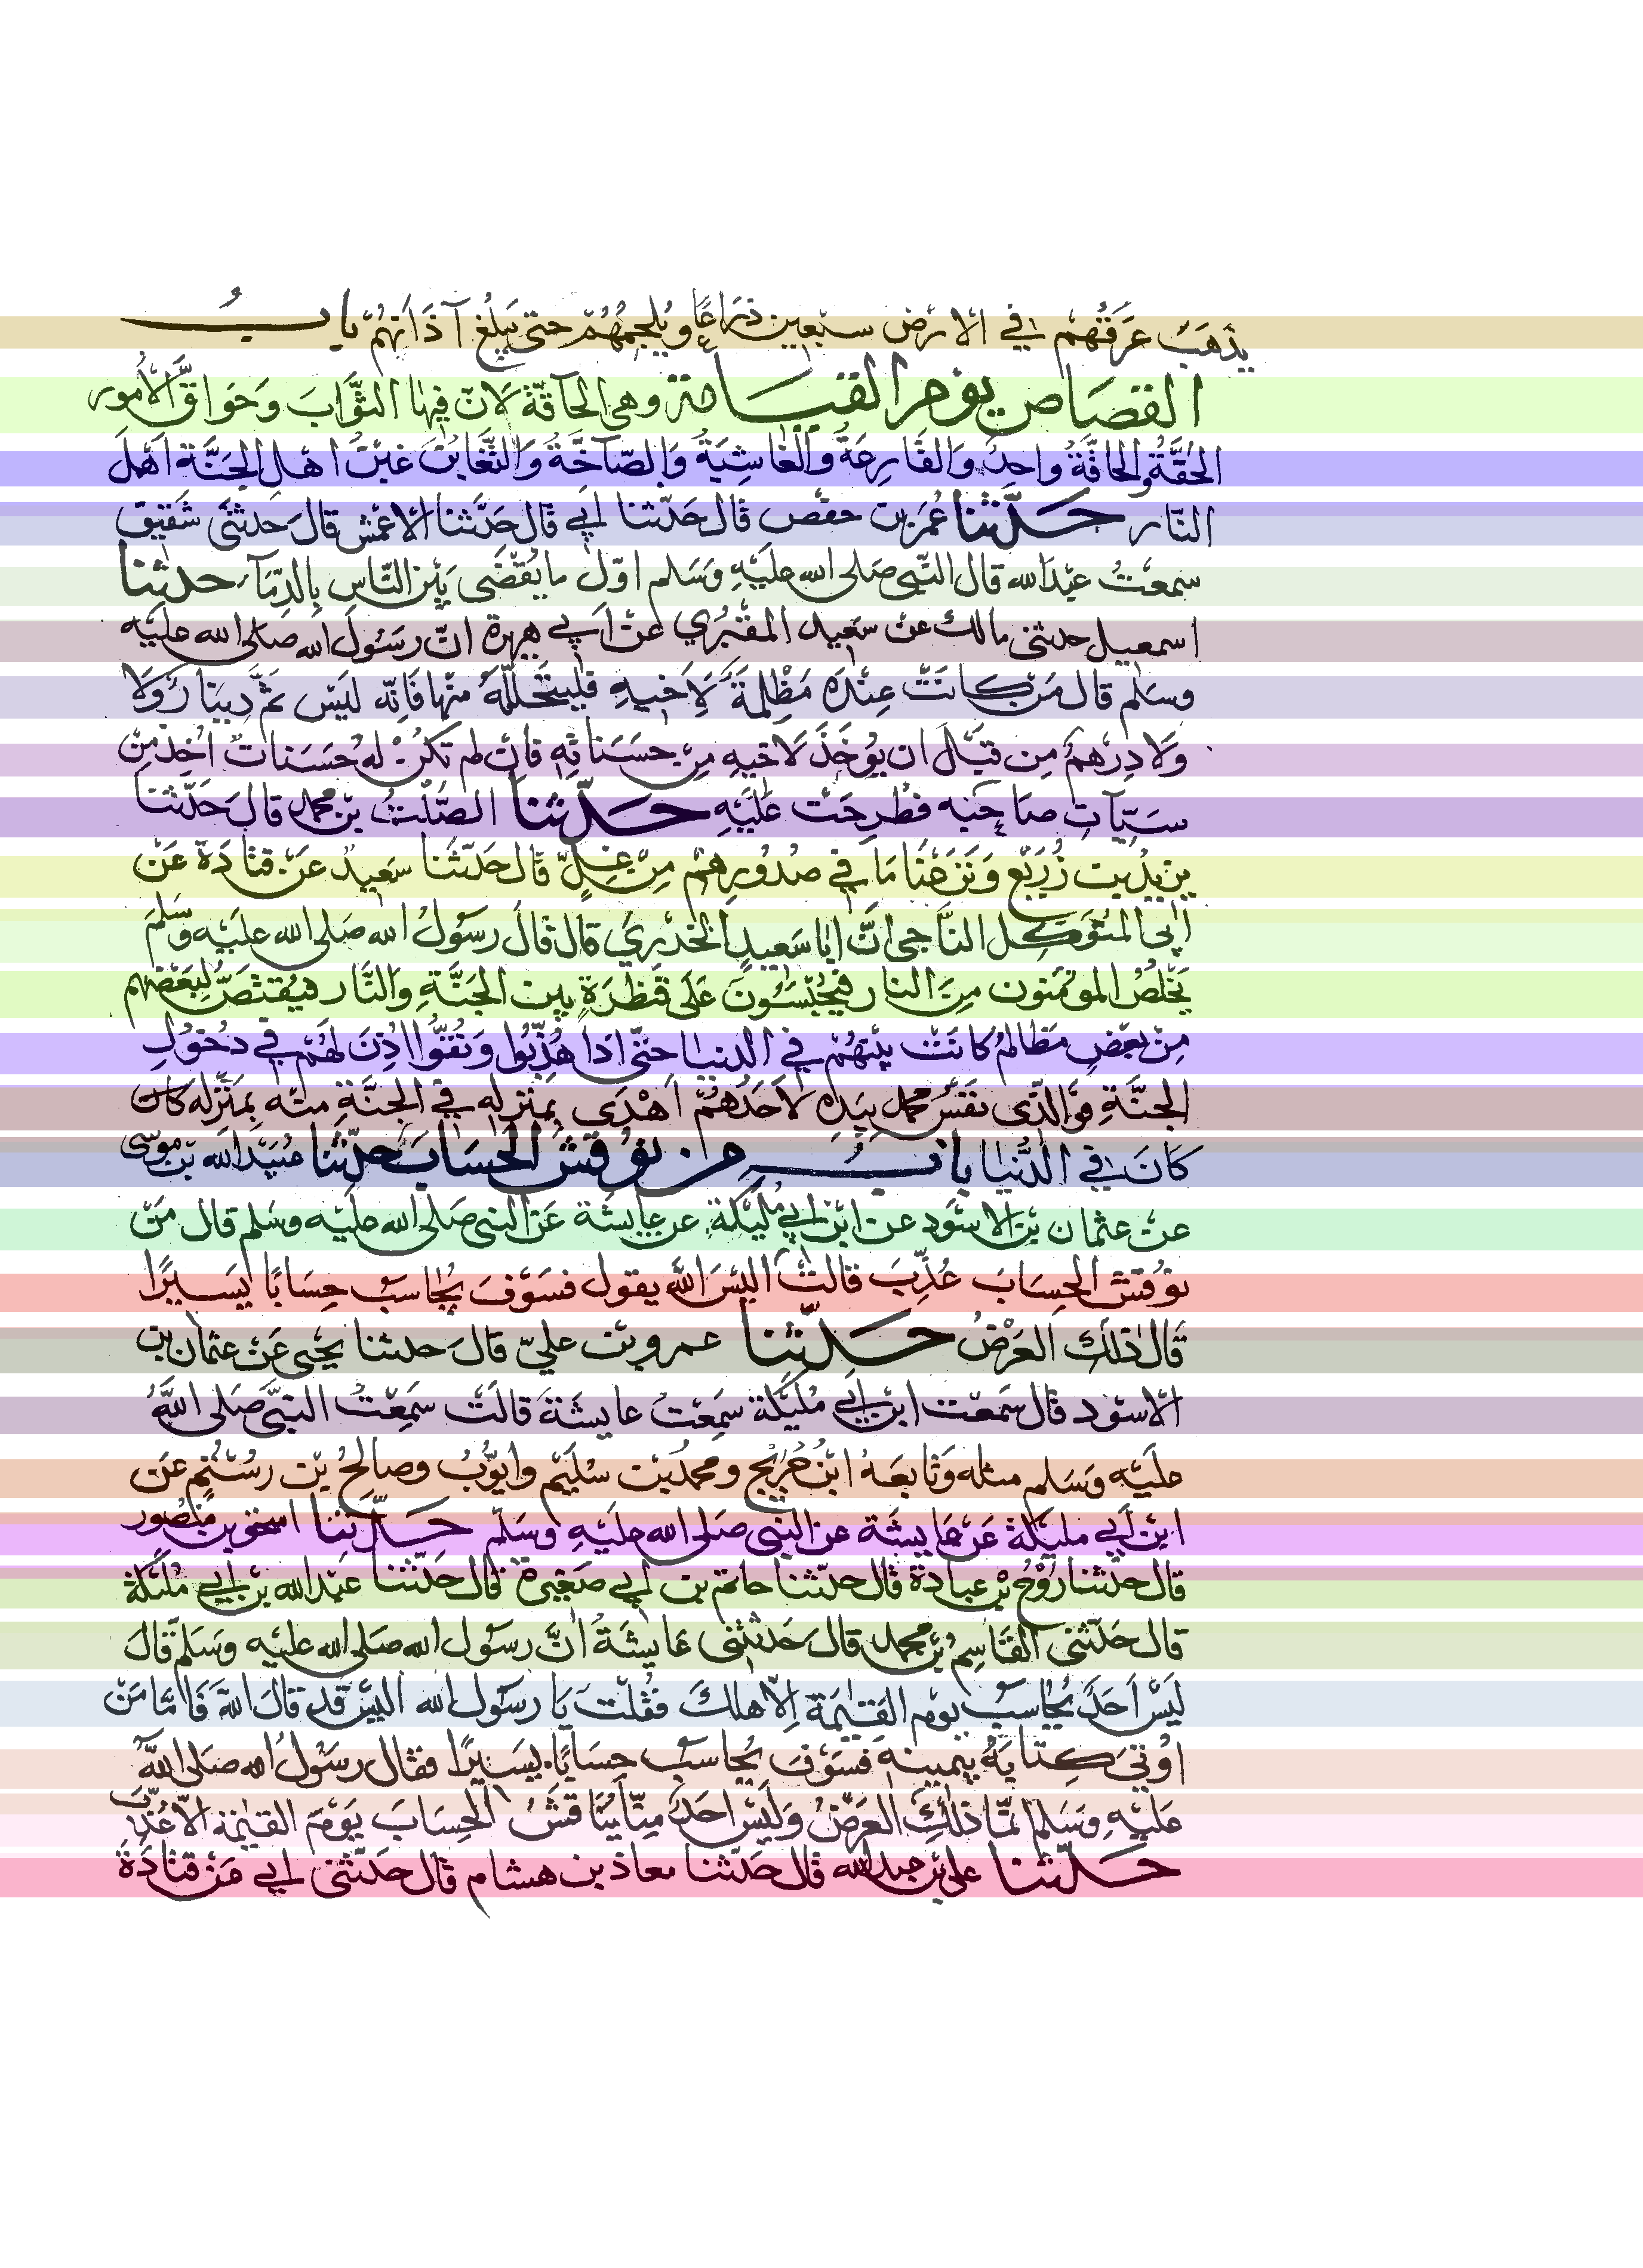 يذهب عرقهم في الارض سبعين ذراعا ويلجمهم حتى يبلغ آذانهم باب
القصاص يوم القيامة وهي الحاقة لان فيها الثواب وحواق الامور
الحقة والحاقة واحد والقارعة والغاشية والصاخة والتغابن غبن اهل الجنة اهل
النار حدثنا عمر بن حفص قال حدثنا ابي قال حدثنا الاعمش قال حدثني شقيق
سمعت عبد الله قال النبي صلى الله عليه وسلم اول ما يقضى بين الناس بالدماء حدثنا
اسمعيل حدثني مالك عن سعيد المقبري عن ابي هريرة ان رسول الله صلى الله عليه
وسلم قال من كانت عنده مظلمة لاخيه فليتحلله منها فانه ليس ثم دينار ولا
ولا درهم من قبل ان يوخذ لاخيه من حسناته فان لم تكن له حسنات اخذ من
سيآت صاحبه فطرحت عليه حدثنا الصلت بن محمد قال حدثنا
يزيد بن زريع ونزعنا ما في صدورهم من غل قال حدثنا سعيد عن قتادة عن
ابي المتوكل الناجي ان ابا سعيد الخدري قال قال رسول الله صلى الله عليه وسلم
يخلص المومنون من النار فيحبسون على قنطرة بين الجنة والنار فيقتص لبعضهم
من بعض مظالم كانت بينهم في الدنيا حتى اذا هذبوا ونقوا اذن لهم في دخول
الجنة فوالذي نفس محمد بيده لاحدهم اهدى بمنزله في الجنة منه بمنزله كان
كان في الدنيا باب من نوقش الحساب حدثنا عبيد الله بن موسى
عن عثمان بن الاسود عن ابن ابي مليكة عن عايشة عن النبي صلى الله عليه وسلم قال من
نوقش الحساب عذب قالت اليس الله يقول فسوف يحاسب حسابا يسيرا
قال ذلك العرض حدثنا عمرو بن علي قال حدثنا يحيى عن عثمان بن
الاسود قال سمعت ابن ابي مليكة سمعت عايشة قالت سمعت النبي صلى الله
عليه وسلم مثله وتابعه ابن جريج ومحمد بن سليم وايوب وصالح بن رستم عن
ابن ابي مليكة عن عايشة عن النبي صلى الله عليه وسلم حدثنا اسحق بن منصور
قال حدثنا روح بن عبادة قال حدثنا حاتم بن ابي صغيرة قال حدثنا عبد الله بن ابي مليكة
قال حدثني القاسم بن محمد قال حدثتني عايشة ان رسول الله صلى الله عليه وسلم قال
ليس احد يحاسب يوم القيمة الا هلك فقلت يا رسول الله اليس قد قال الله فاما من
اوتي كتابه بيمينه فسوف يحاسب حسابا يسيرا فقال رسول الله صلى الله
عليه وسلم انما ذلك العرض وليس احد منا يناقش الحساب يوم القيمة الا عذب
حدثنا علي بن عبد الله قال حدثنا معاذ بن هشام قال حدثني ابي عن قتادة